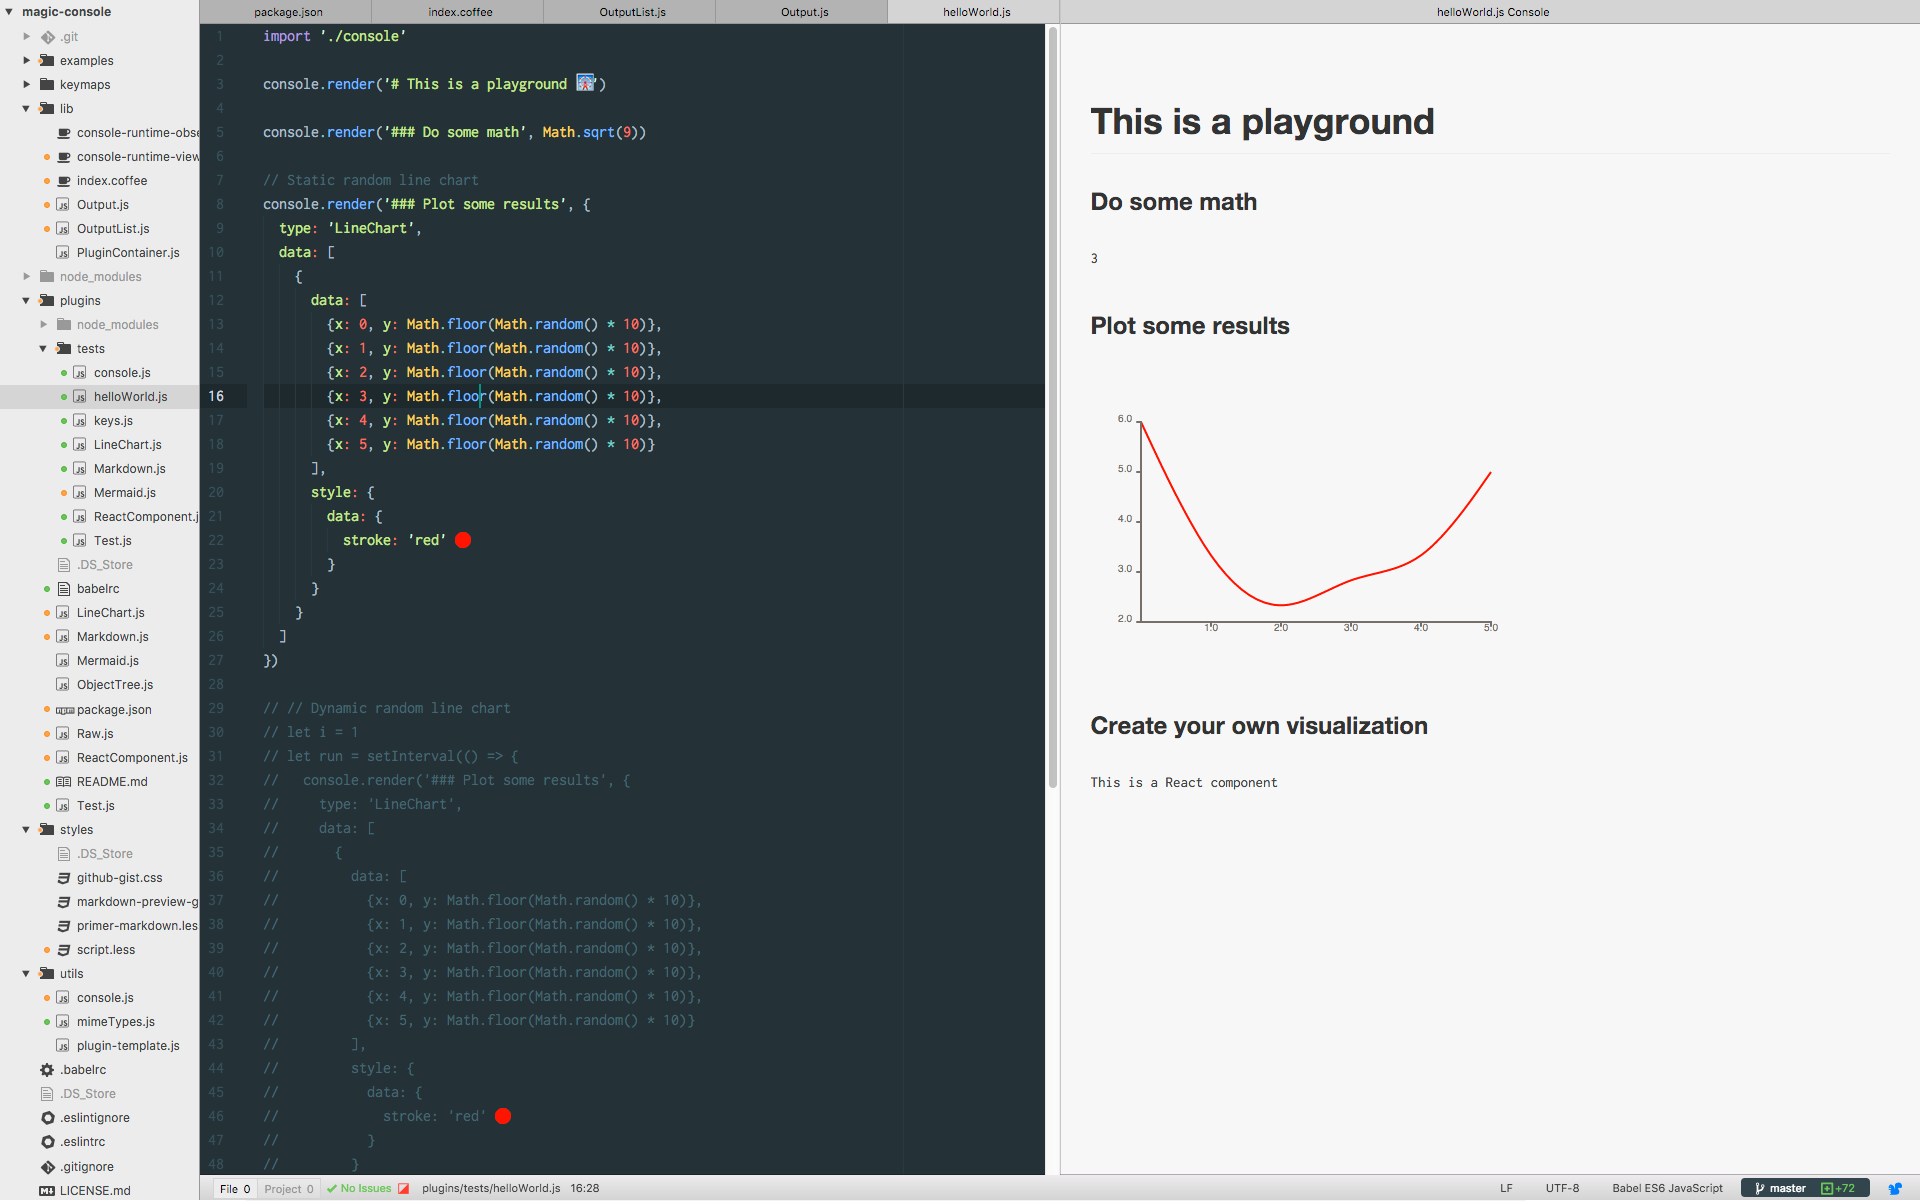 magic-console
.git
examples
keymaps
lib
console-runtime-obse
console-runtime-view
index.coffee
Output.js
OutputList.js
PluginContainer.js
node_modules
plugins
node_modules
tests
console.js
helloWorld.js
keys.js
LineChart.js
Markdown.js
Mermaid.js
ReactComponent.j
Test.js
.DS_Store
babelrc
LineChart.js
Markdown.js
Mermaid.js
ObjectTree.js
package.json
Raw.js
ReactComponent.js
README.md
Test.js
styles
.DS_Store
github-gist.css
markdown-preview-g
primer-markdown.les
script.less
utils
console.js
mimeTypes.js
plugin-template.js
.babelrc
.DS_Store
.eslintignore
.eslintrc
.gitignore
LICENSE.md
package.json index.coffee OutputList.js Output.js helloWorld.js
1 import './console'
2
3 console.render('# This is a playground 🎪')
4
5 console.render('### Do some math', Math.sqrt(9))
6
7 // Static random line chart
8 console.render('### Plot some results', {
9 type: 'LineChart',
10 data: [
11 {
12 data: [
13 {x: 0, y: Math.floor(Math.random() * 10)},
14 {x: 1, y: Math.floor(Math.random() * 10)},
15 {x: 2, y: Math.floor(Math.random() * 10)},
16 {x: 3, y: Math.floor(Math.random() * 10)},
17 {x: 4, y: Math.floor(Math.random() * 10)},
18 {x: 5, y: Math.floor(Math.random() * 10)}
19 ],
20 style: {
21 data: {
22 stroke: 'red'
23 }
24 }
25 }
26 ]
27 })
28
29 // // Dynamic random line chart
30 // let i = 1
31 // let run = setInterval(() => {
32 // console.render('### Plot some results', {
33 // type: 'LineChart',
34 // data: [
35 // {
36 // data: [
37 // {x: 0, y: Math.floor(Math.random() * 10)},
38 // {x: 1, y: Math.floor(Math.random() * 10)},
39 // {x: 2, y: Math.floor(Math.random() * 10)},
40 // {x: 3, y: Math.floor(Math.random() * 10)},
41 // {x: 4, y: Math.floor(Math.random() * 10)},
42 // {x: 5, y: Math.floor(Math.random() * 10)}
43 // ],
44 // style: {
45 // data: {
46 // stroke: 'red'
47 // }
48 // }
helloWorld.js Console
This is a playground
Do some math
3
Plot some results
6.0
5.0
4.0
3.0
2.0
1.0 2.0 3.0 4.0 5.0
Create your own visualization
This is a React component
File 0 Project 0 No Issues plugins/tests/helloWorld.js 16:28 LF UTF-8 Babel ES6 JavaScript master +72